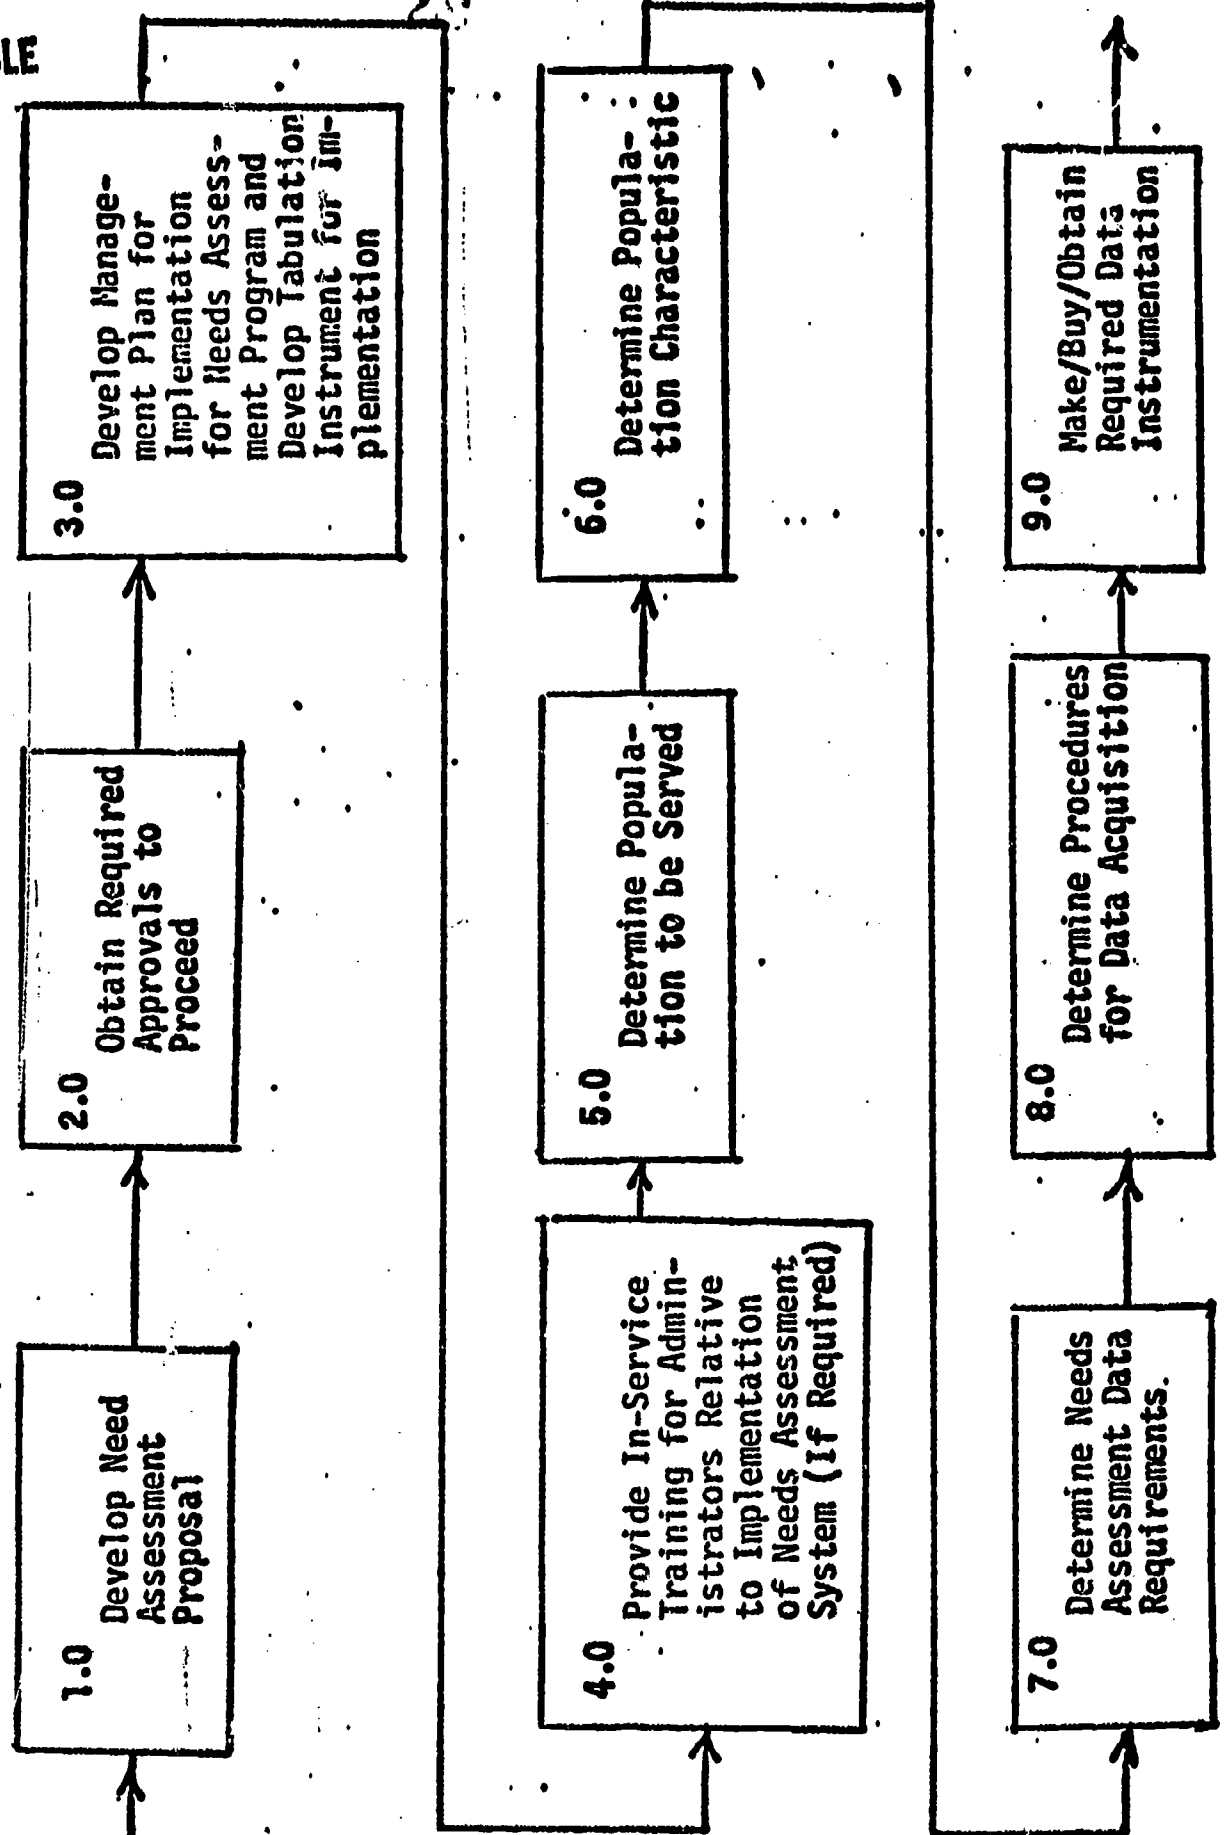 LE
1.0
Develop Need
Assessment
Proposal
2.0
Obtain Required
Approvals to
Proceed
3.0
Develop Manage-
ment Plan for
Implementation
for Needs Assess-
ment Program and
Develop Tabulation
Instrument for Im-
plementation
4.0
Provide In-Service
Training for Admin-
istrators Relative
to Implementation
of Needs Assessment
System (If Required)
5.0
Determine Popula-
tion to be Served
6.0
Determine Popula-
tion Characteristic
7.0
Determine Needs
Assessment Data
Requirements.
8.0
Determine Procedures
for Data Acquisition
9.0
Make/Buy/Obtain
Required Data
Instrumentation